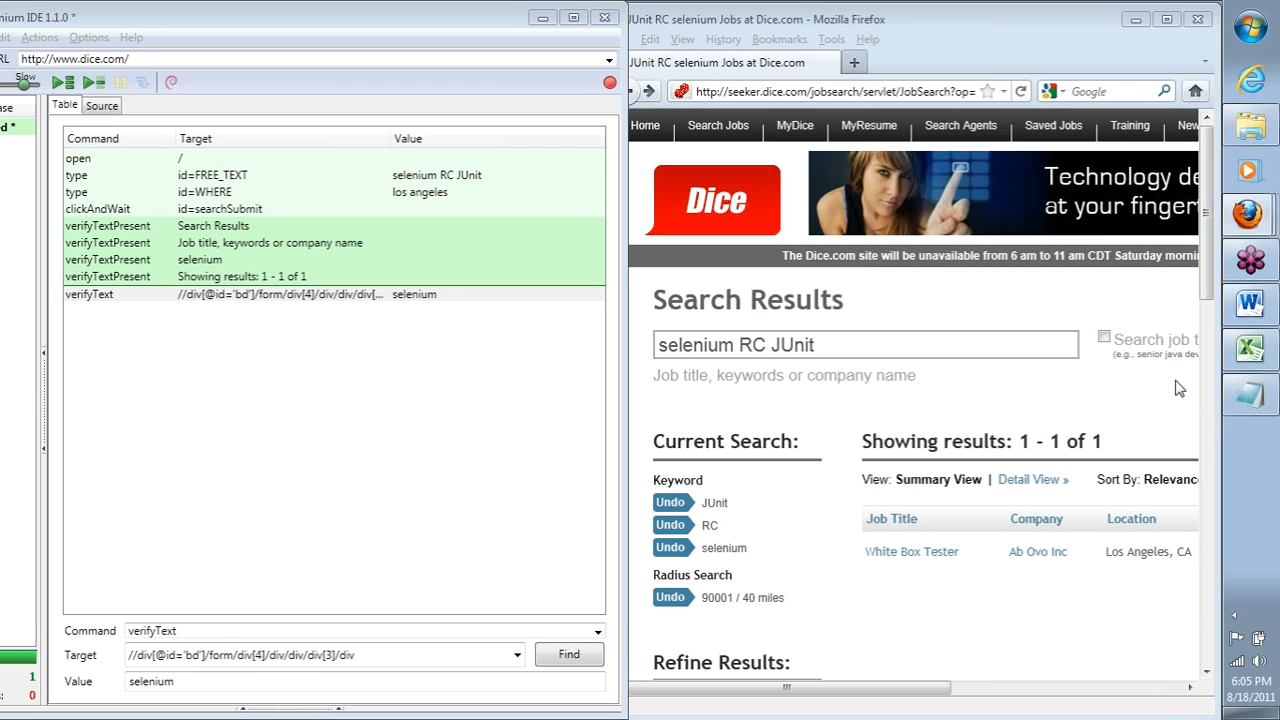 nium IDE 1.1.0 *
dit Actions Options Help
RL http://www.dice.com/
Slow
ase
d *
Table Source
Command Target Value
open /
type id=FREE_TEXT selenium RC JUnit
type id=WHERE los angeles
clickAndWait id=searchSubmit
verifyTextPresent Search Results
verifyTextPresent Job title, keywords or company name
verifyTextPresent selenium
verifyTextPresent Showing results: 1 - 1 of 1
verifyText //div[@id='bd']/form/div[4]/div/div/div[... selenium
Command verifyText
Target //div[@id='bd']/form/div[4]/div/div/div[3]/div
Find
Value selenium
1
s: 0
JUnit RC selenium Jobs at Dice.com - Mozilla Firefox
Edit View History Bookmarks Tools Help
JUnit RC selenium Jobs at Dice.com
http://seeker.dice.com/jobsearch/servlet/JobSearch?op=
Google
Home Search Jobs MyDice MyResume Search Agents Saved Jobs Training New
Dice
Technology de
at your finger
The Dice.com site will be unavailable from 6 am to 11 am CDT Saturday morni
Search Results
selenium RC JUnit
Search job t
(e.g., senior java dev
Job title, keywords or company name
Current Search:
Keyword
Undo JUnit
Undo RC
Undo selenium
Radius Search
Undo 90001 / 40 miles
Refine Results:
Showing results: 1 - 1 of 1
View: Summary View | Detail View » Sort By: Relevanc
Job Title Company Location
White Box Tester Ab Ovo Inc Los Angeles, CA
6:05 PM
8/18/2011